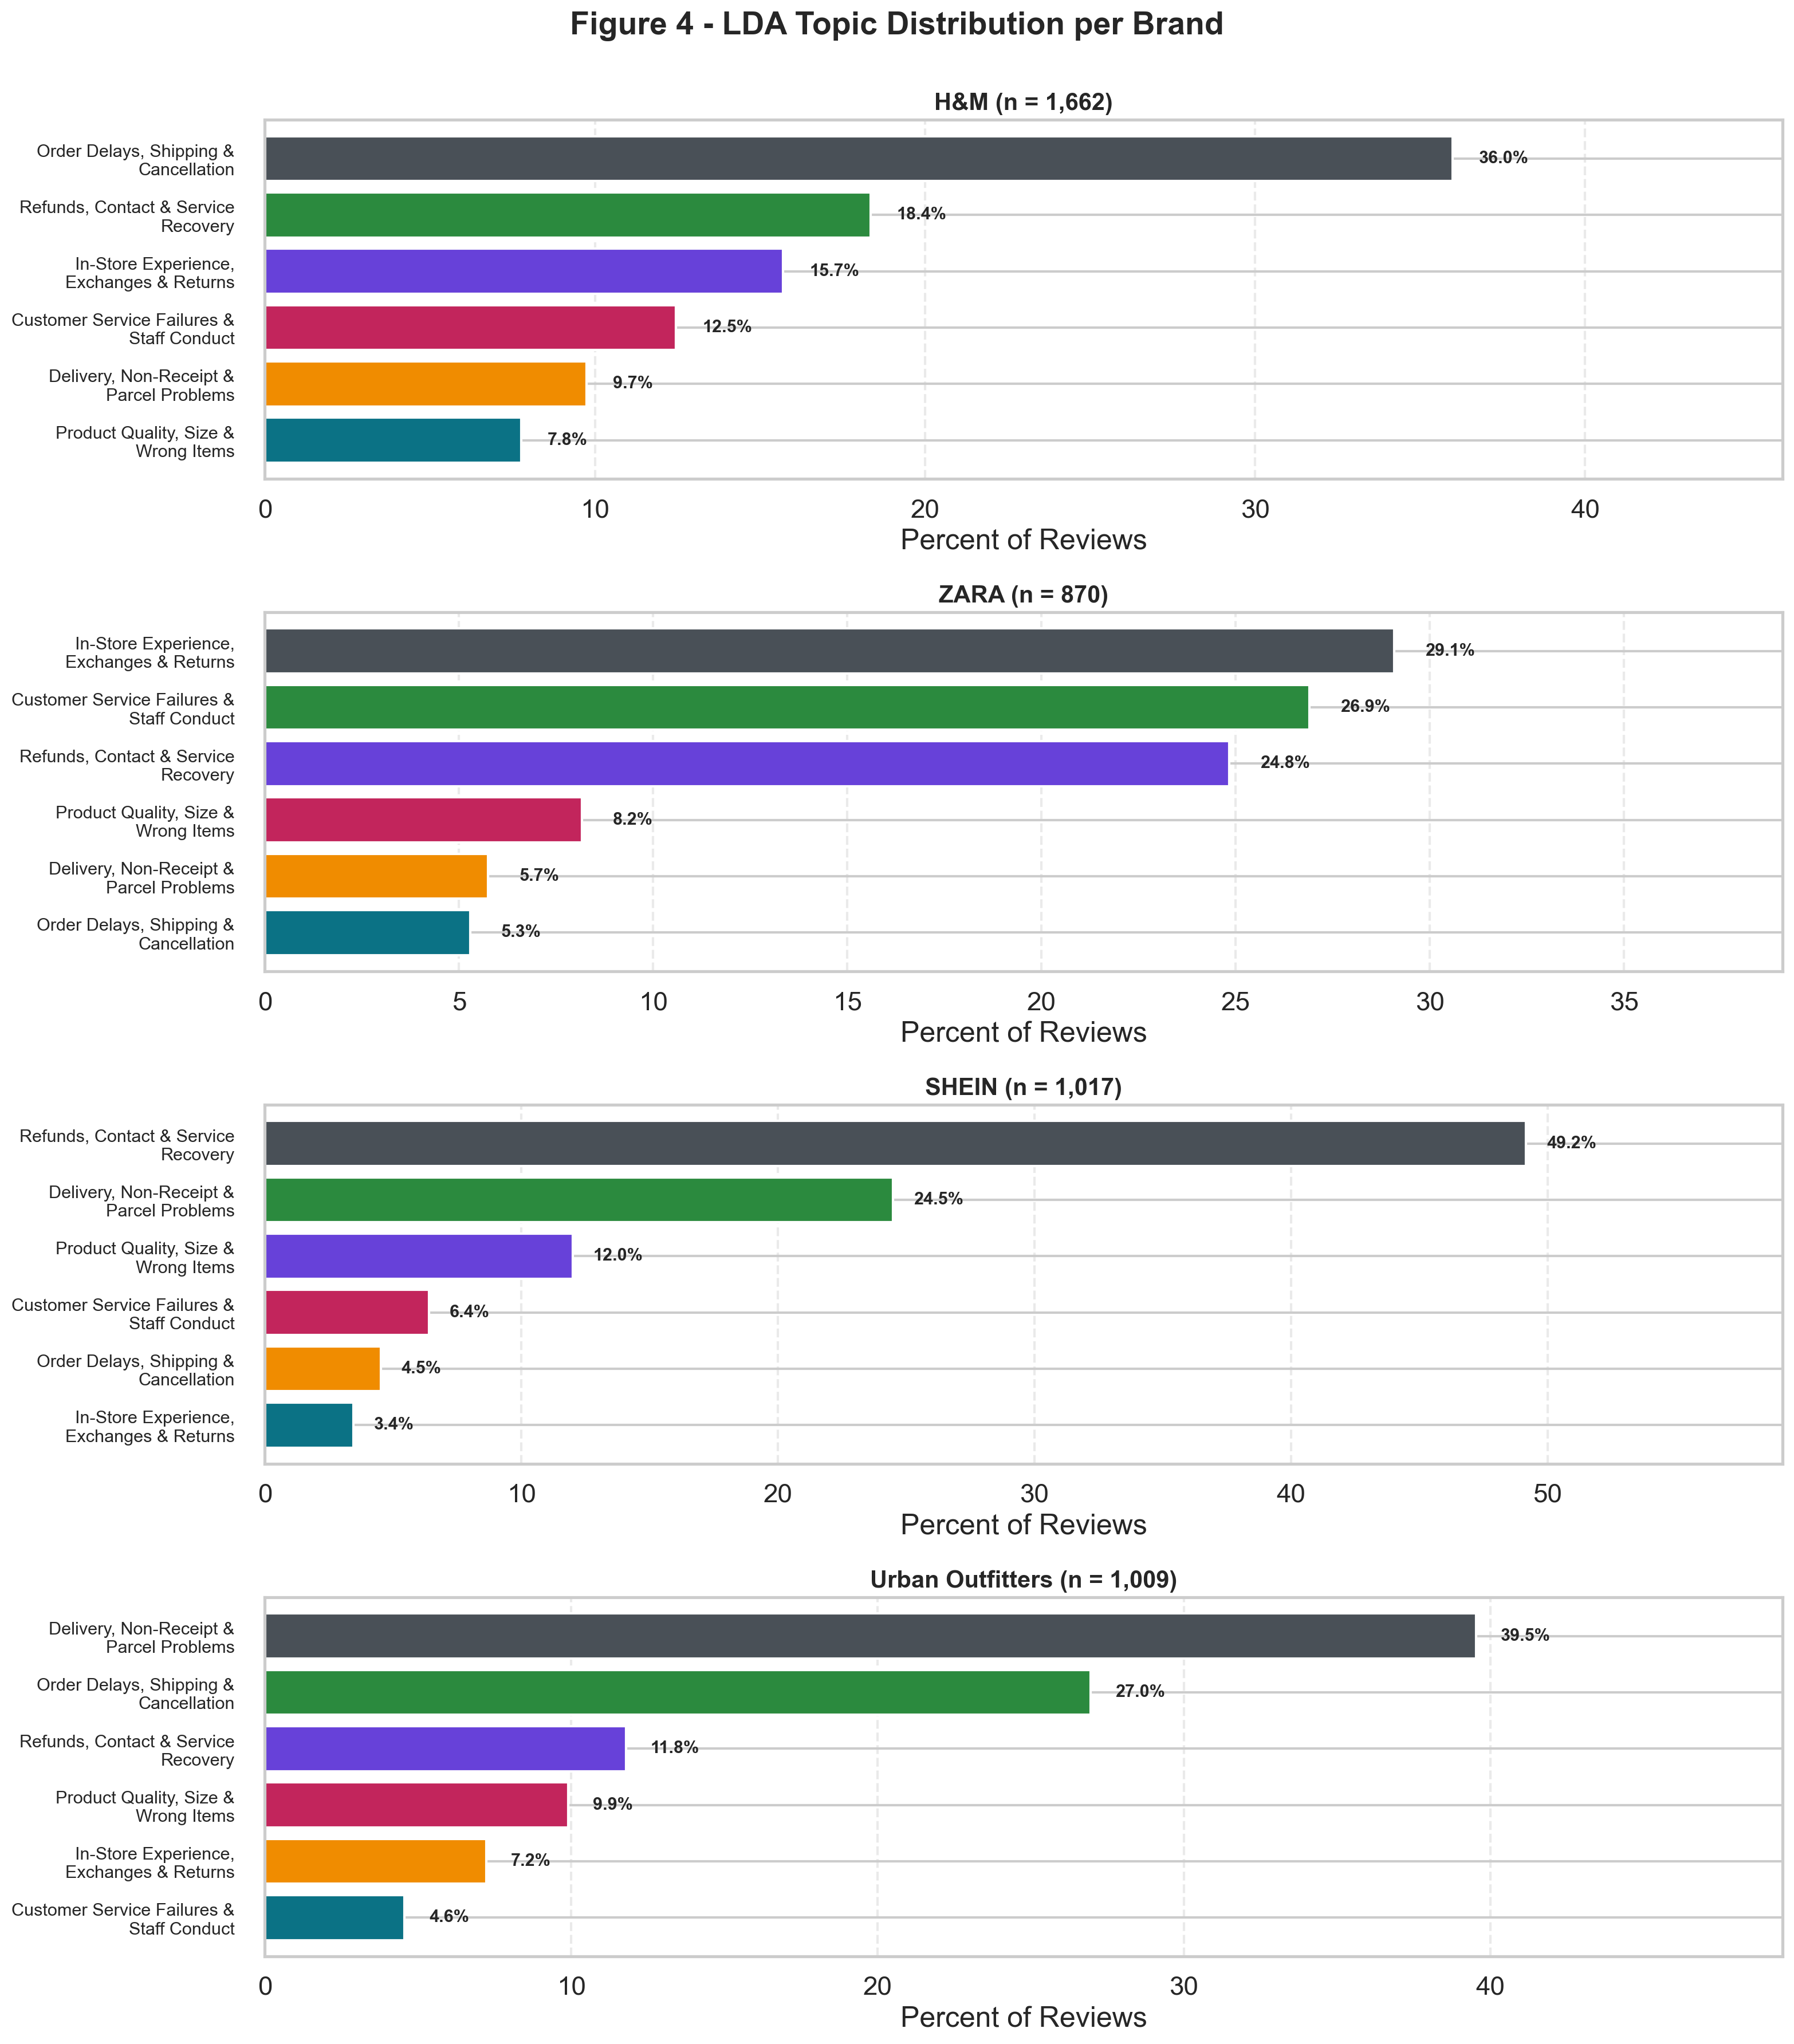 Figure 4 - LDA Topic Distribution per Brand
H&M (n = 1,662)
Order Delays, Shipping &
Cancellation
36.0%
Refunds, Contact & Service
Recovery
18.4%
In-Store Experience,
Exchanges & Returns
15.7%
Customer Service Failures &
Staff Conduct
12.5%
Delivery, Non-Receipt &
Parcel Problems
9.7%
Product Quality, Size &
Wrong Items
7.8%
0 10 20 30 40
Percent of Reviews
ZARA (n = 870)
In-Store Experience,
Exchanges & Returns
29.1%
Customer Service Failures &
Staff Conduct
26.9%
Refunds, Contact & Service
Recovery
24.8%
Product Quality, Size &
Wrong Items
8.2%
Delivery, Non-Receipt &
Parcel Problems
5.7%
Order Delays, Shipping &
Cancellation
5.3%
0 5 10 15 20 25 30 35
Percent of Reviews
SHEIN (n = 1,017)
Refunds, Contact & Service
Recovery
49.2%
Delivery, Non-Receipt &
Parcel Problems
24.5%
Product Quality, Size &
Wrong Items
12.0%
Customer Service Failures &
Staff Conduct
6.4%
Order Delays, Shipping &
Cancellation
4.5%
In-Store Experience,
Exchanges & Returns
3.4%
0 10 20 30 40 50
Percent of Reviews
Urban Outfitters (n = 1,009)
Delivery, Non-Receipt &
Parcel Problems
39.5%
Order Delays, Shipping &
Cancellation
27.0%
Refunds, Contact & Service
Recovery
11.8%
Product Quality, Size &
Wrong Items
9.9%
In-Store Experience,
Exchanges & Returns
7.2%
Customer Service Failures &
Staff Conduct
4.6%
0 10 20 30 40
Percent of Reviews